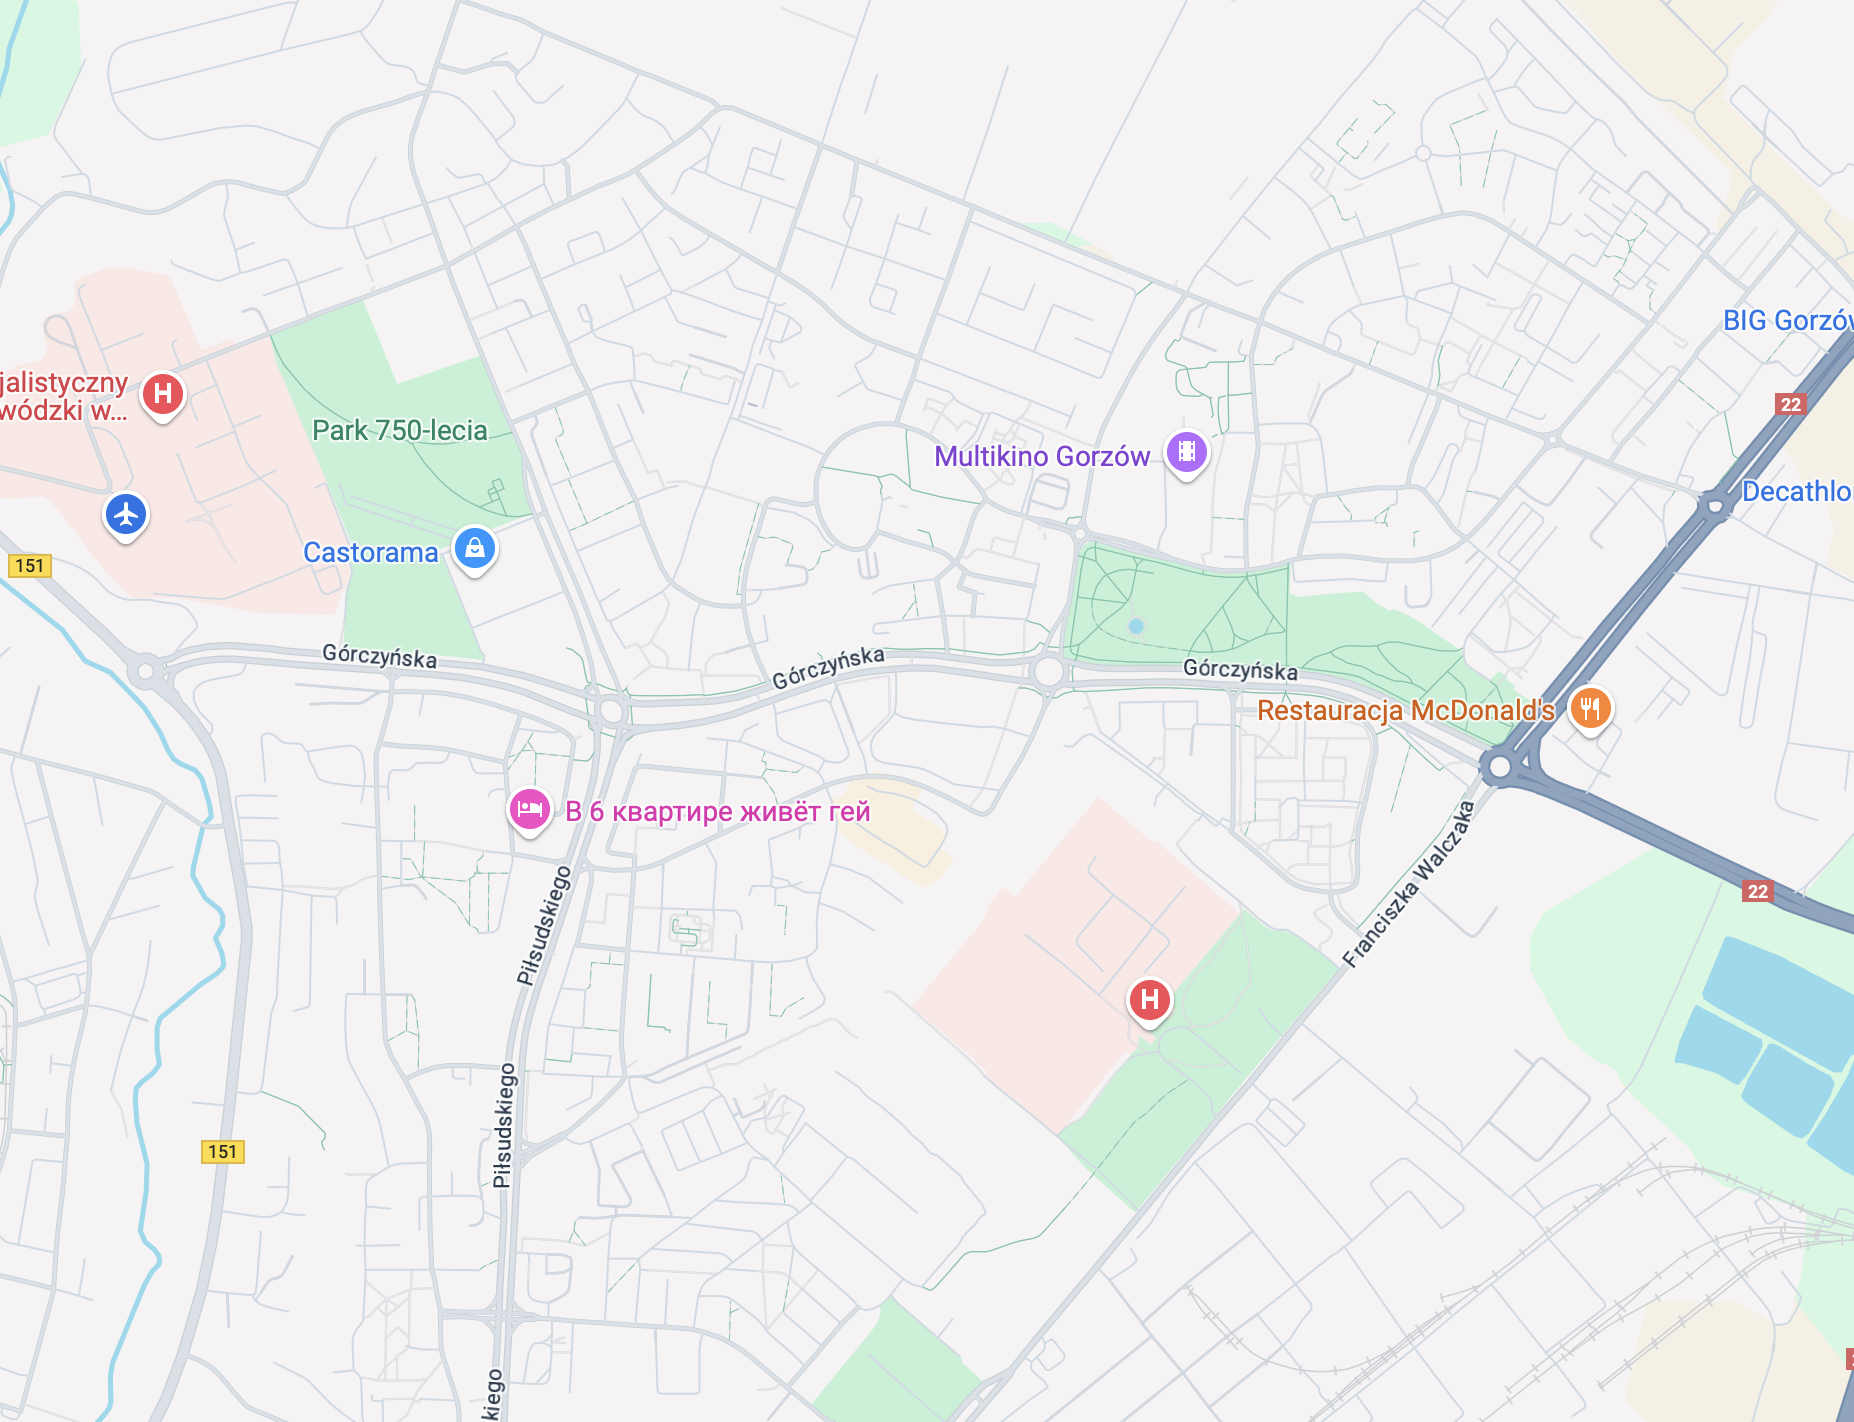 BIG Gorzów
22
jalistyczny
wódzki w...
H
Park 750-lecia
Multikino Gorzów
Decathlon
Castorama
151
Górczyńska
Górczyńska
Górczyńska
Restauracja McDonald's
В 6 квартире живёт гей
Piłsudskiego
Franciszka Walczaka
22
H
Piłsudskiego
151
kiego